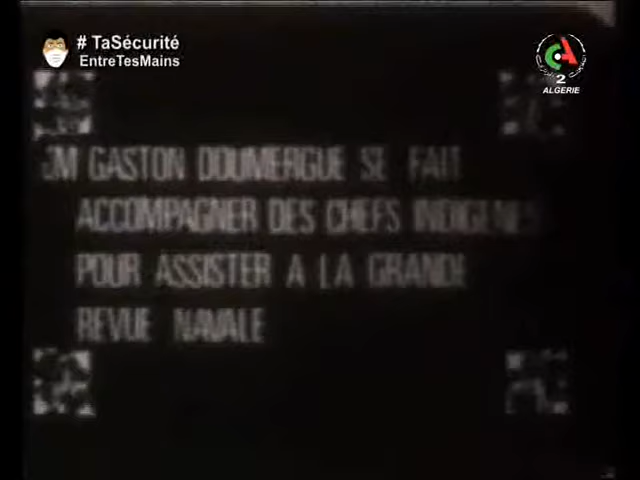 # TaSécurité
EntreTesMains
2
ALGERIE
M GASTON DOUMERGUE SE FAIT
ACCOMPAGNER DES CHEFS INDIGENES
POUR ASSISTER A LA GRANDE
REVUE NAVALE